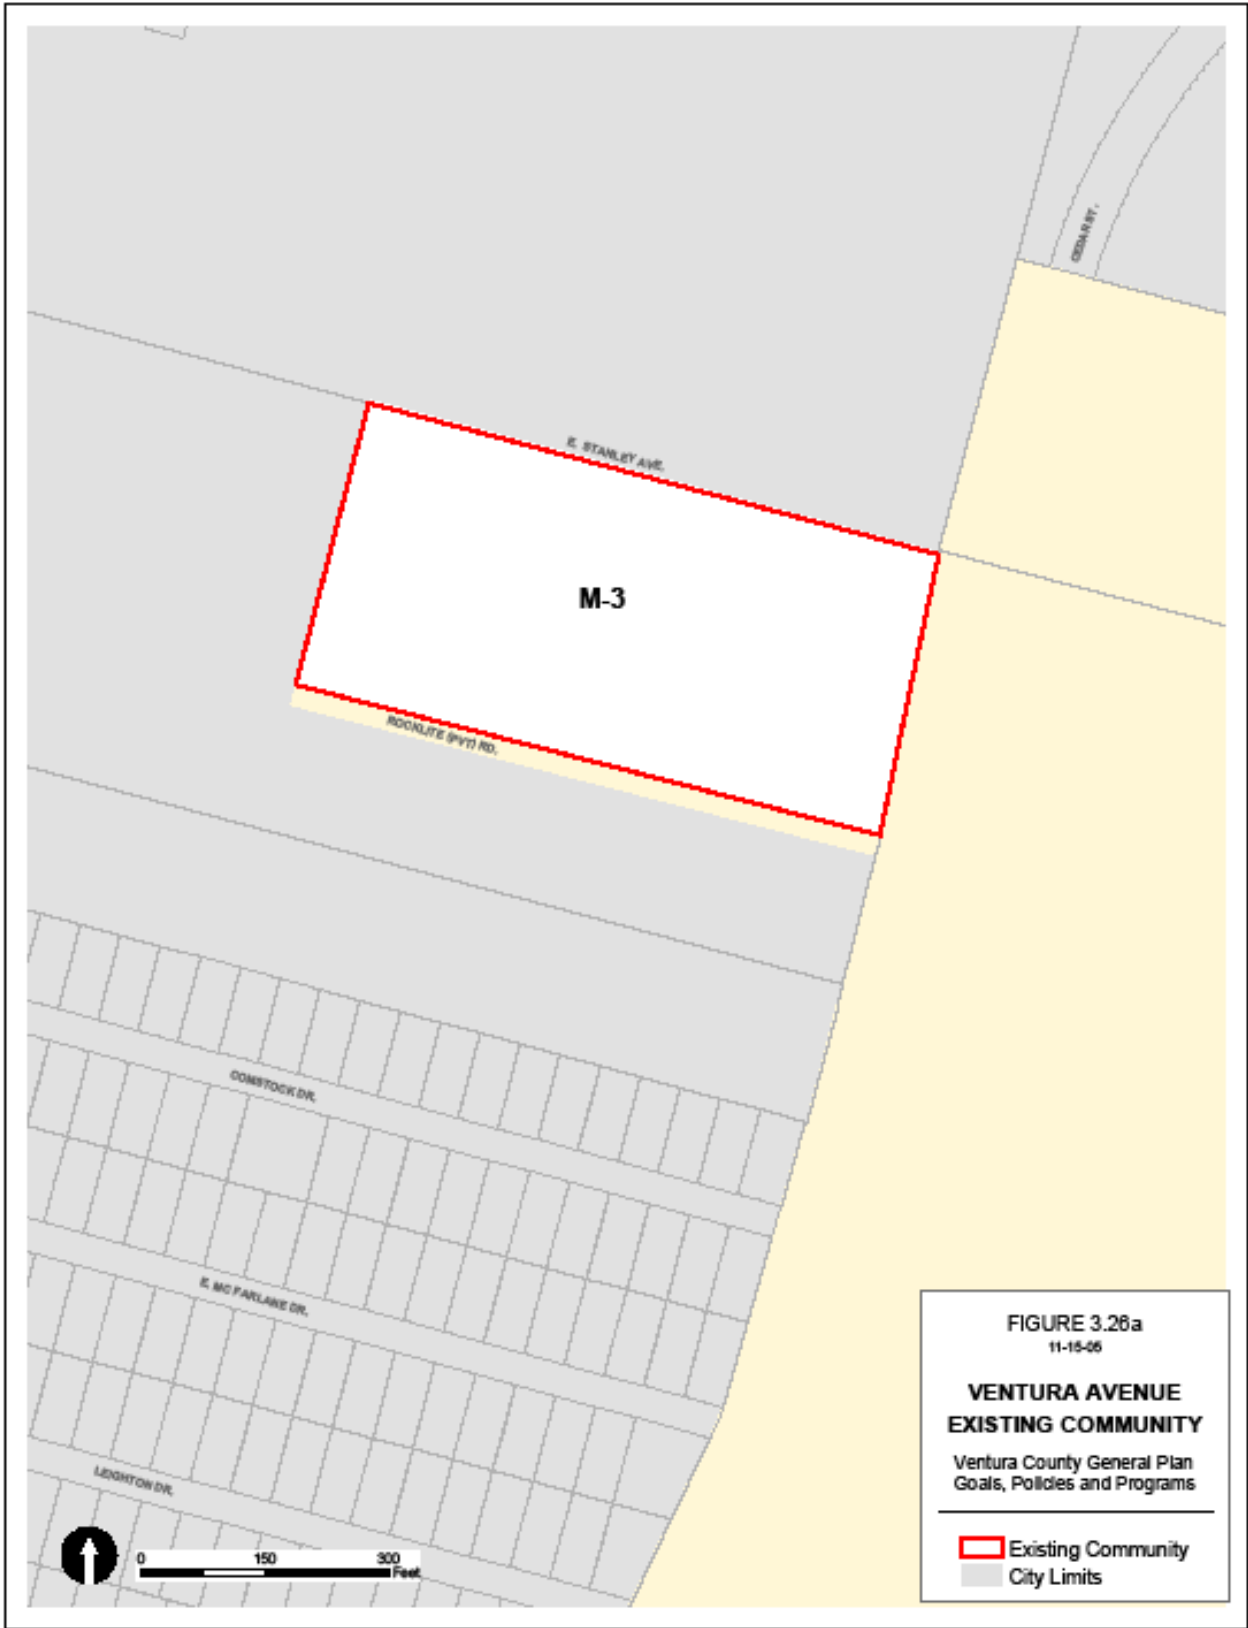 CEDAR ST.
E. STANLEY AVE.
M-3
ROCKLITE (PVT) RD.
COMSTOCK DR.
E. MC FARLANE DR.
LEIGHTON DR.
0 150 300
Feet
FIGURE 3.26a
11-15-05
VENTURA AVENUE
EXISTING COMMUNITY
Ventura County General Plan
Goals, Policies and Programs
Existing Community
City Limits